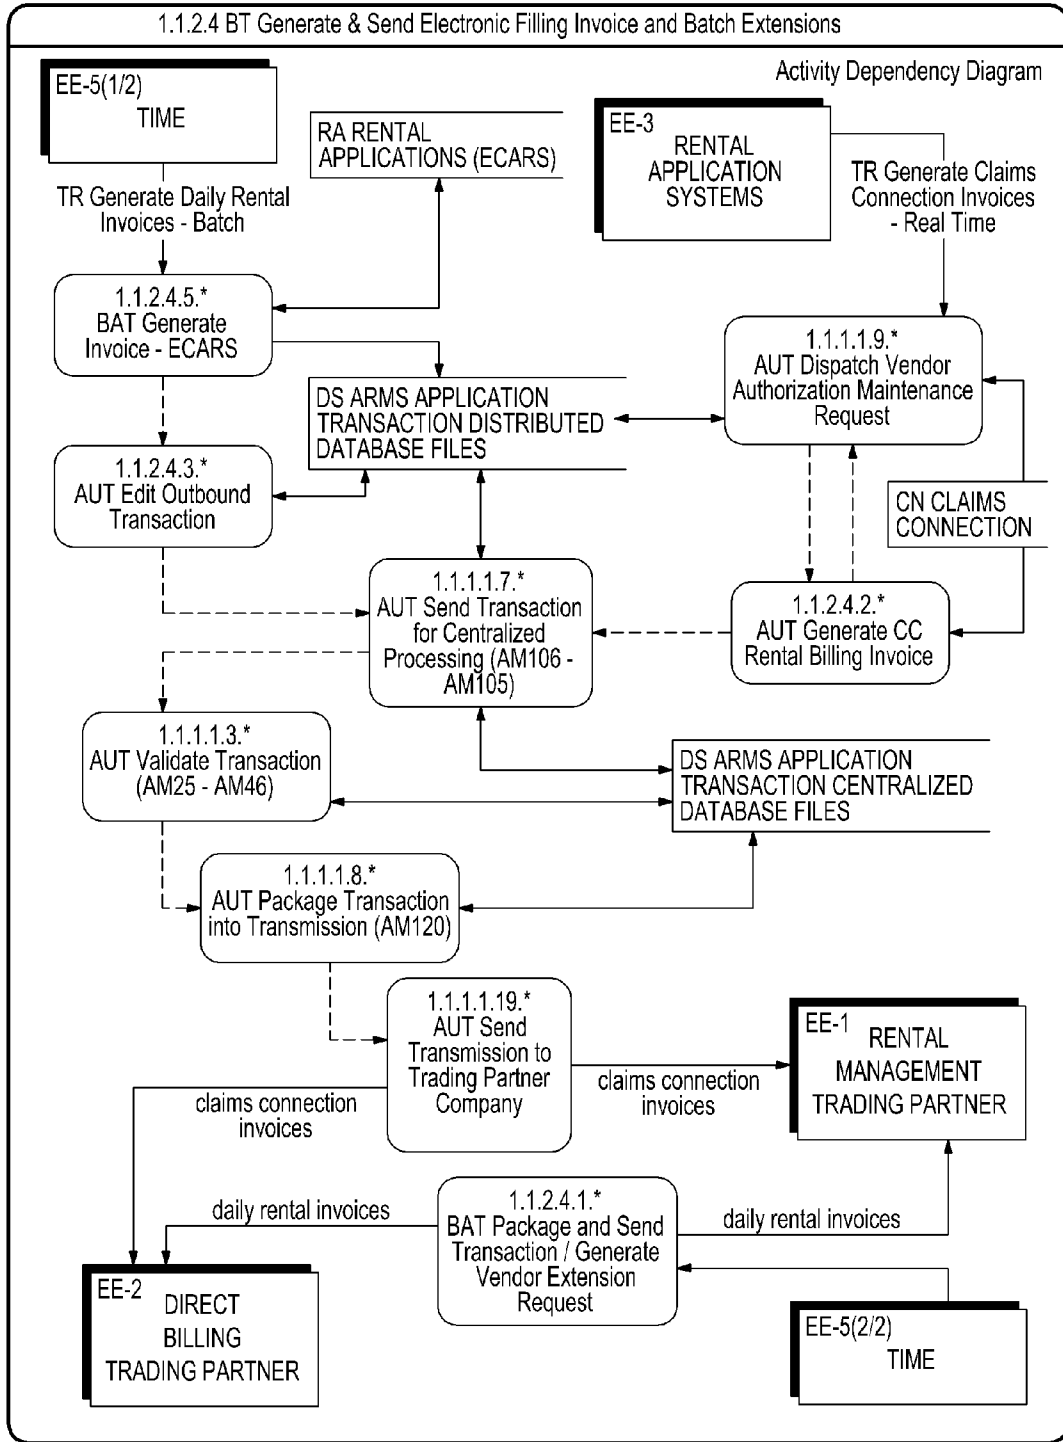 1.1.2.4 BT Generate & Send Electronic Filling Invoice and Batch Extensions
Activity Dependency Diagram
EE-5(1/2)
TIME
RA RENTAL
APPLICATIONS (ECARS)
EE-3
RENTAL
APPLICATION
SYSTEMS
TR Generate Daily Rental
Invoices - Batch
TR Generate Claims
Connection Invoices
- Real Time
1.1.2.4.5.*
BAT Generate
Invoice - ECARS
1.1.1.1.9.*
AUT Dispatch Vendor
Authorization Maintenance
Request
DS ARMS APPLICATION
TRANSACTION DISTRIBUTED
DATABASE FILES
1.1.2.4.3.*
AUT Edit Outbound
Transaction
CN CLAIMS
CONNECTION
1.1.1.1.7.*
AUT Send Transaction
for Centralized
Processing (AM106 -
AM105)
1.1.2.4.2.*
AUT Generate CC
Rental Billing Invoice
1.1.1.1.3.*
AUT Validate Transaction
(AM25 - AM46)
DS ARMS APPLICATION
TRANSACTION CENTRALIZED
DATABASE FILES
1.1.1.1.8.*
AUT Package Transaction
into Transmission (AM120)
1.1.1.1.19.*
AUT Send
Transmission to
Trading Partner
Company
EE-1
RENTAL
MANAGEMENT
TRADING PARTNER
claims connection
invoices
claims connection
invoices
1.1.2.4.1.*
BAT Package and Send
Transaction / Generate
Vendor Extension
Request
daily rental invoices
daily rental invoices
EE-2
DIRECT
BILLING
TRADING PARTNER
EE-5(2/2)
TIME